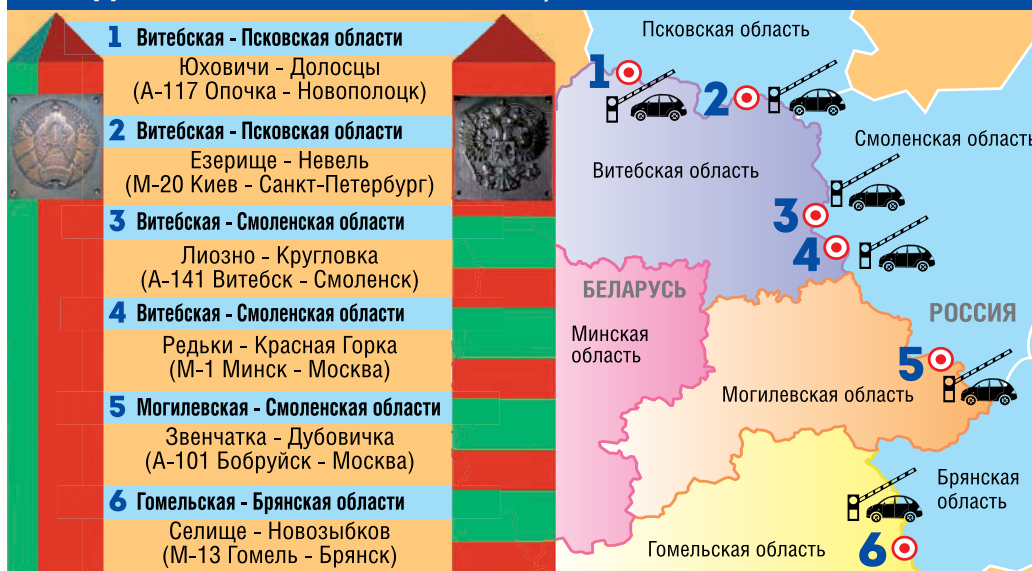 1 Витебская - Псковская области
Юховичи - Долосцы
(А-117 Опочка - Новополоцк)
2 Витебская - Псковская области
Езерище - Невель
(М-20 Киев - Санкт-Петербург)
3 Витебская - Смоленская области
Лиозно - Кругловка
(А-141 Витебск - Смоленск)
4 Витебская - Смоленская области
Редьки - Красная Горка
(М-1 Минск - Москва)
5 Могилевская - Смоленская области
Звенчатка - Дубовичка
(А-101 Бобруйск - Москва)
6 Гомельская - Брянская области
Селище - Новозыбков
(М-13 Гомель - Брянск)
Псковская область
1
2
Смоленская область
Витебская область
3
4
БЕЛАРУСЬ
РОССИЯ
Минская
область
5
Могилевская область
Брянская
область
Гомельская область
6